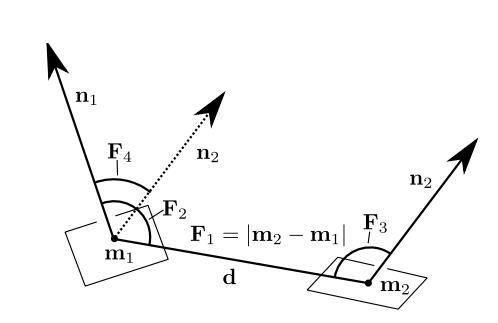 n₁
F₄
n₂
n₂
F₂
F₃
F₁ = |m₂ − m₁|
m₁
d
m₂